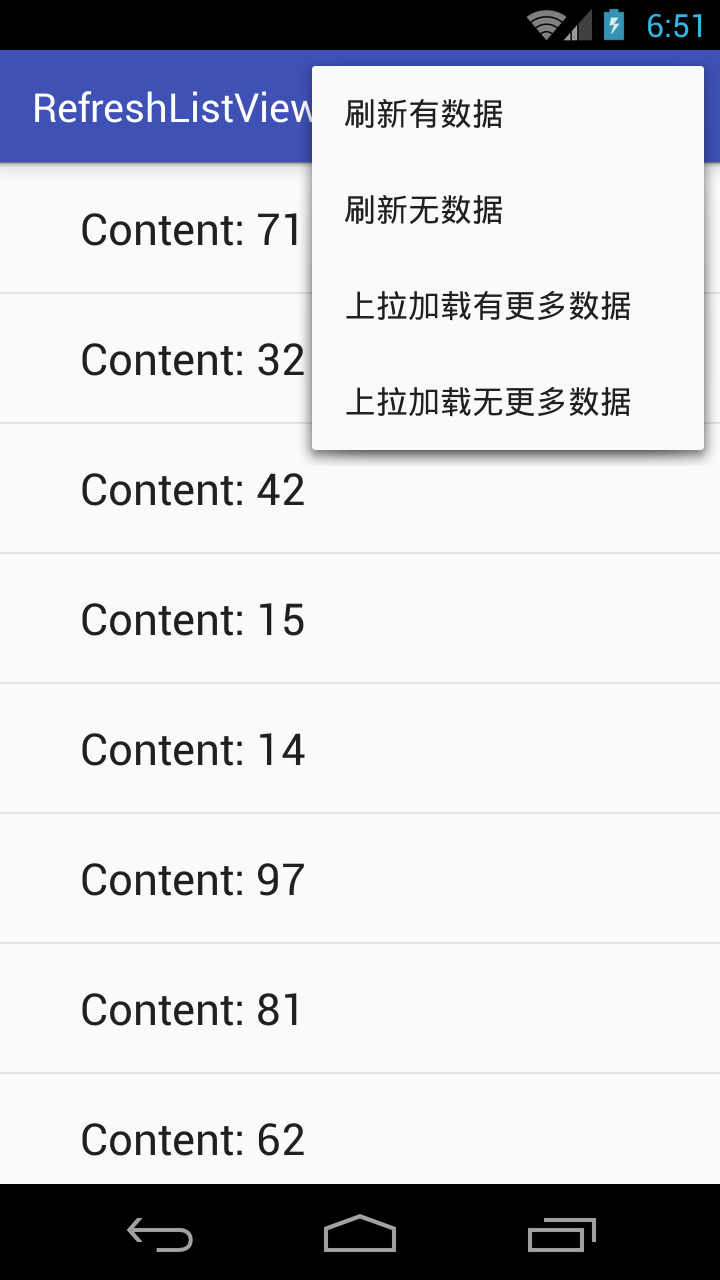 6:51
RefreshListView
刷新有数据
刷新无数据
上拉加载有更多数据
上拉加载无更多数据
Content: 71
Content: 32
Content: 42
Content: 15
Content: 14
Content: 97
Content: 81
Content: 62